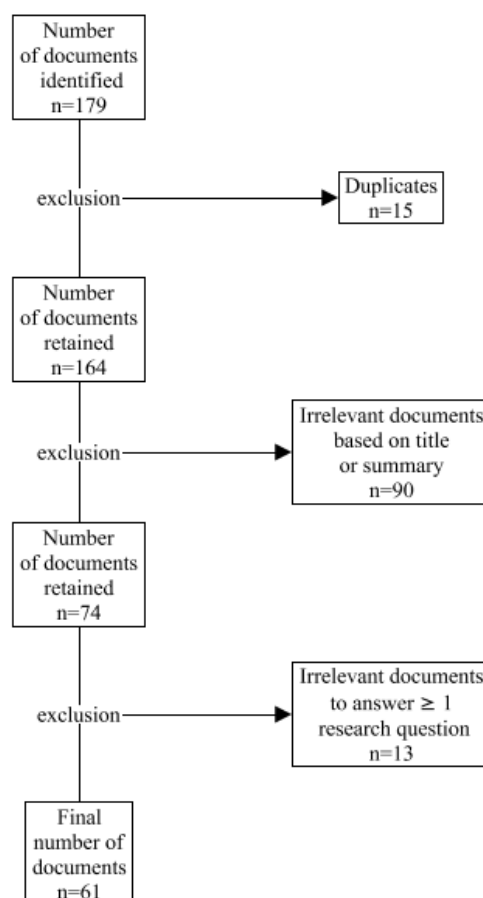 Number
of documents
identified
n=179
exclusion
Duplicates
n=15
Number
of documents
retained
n=164
exclusion
Irrelevant documents
based on title
or summary
n=90
Number
of documents
retained
n=74
exclusion
Irrelevant documents
to answer ≥ 1
research question
n=13
Final
number of
documents
n=61